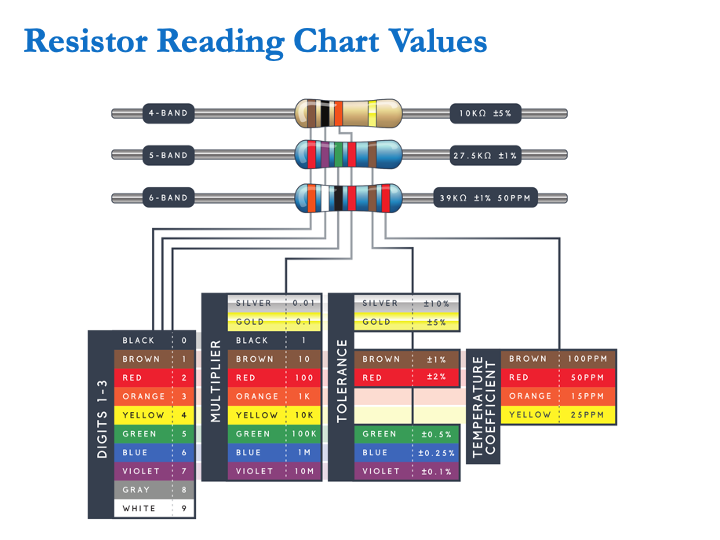 Resistor Reading Chart Values
4-BAND 10KΩ ±5%
5-BAND 27.5KΩ ±1%
6-BAND 39KΩ ±1% 50PPM
DIGITS 1-3
BLACK 0
BROWN 1
RED 2
ORANGE 3
YELLOW 4
GREEN 5
BLUE 6
VIOLET 7
GRAY 8
WHITE 9
MULTIPLIER
SILVER 0.01
GOLD 0.1
BLACK 1
BROWN 10
RED 100
ORANGE 1K
YELLOW 10K
GREEN 100K
BLUE 1M
VIOLET 10M
TOLERANCE
SILVER ±10%
GOLD ±5%
BROWN ±1%
RED ±2%
GREEN ±0.5%
BLUE ±0.25%
VIOLET ±0.1%
TEMPERATURE
COEFFICIENT
BROWN 100PPM
RED 50PPM
ORANGE 15PPM
YELLOW 25PPM